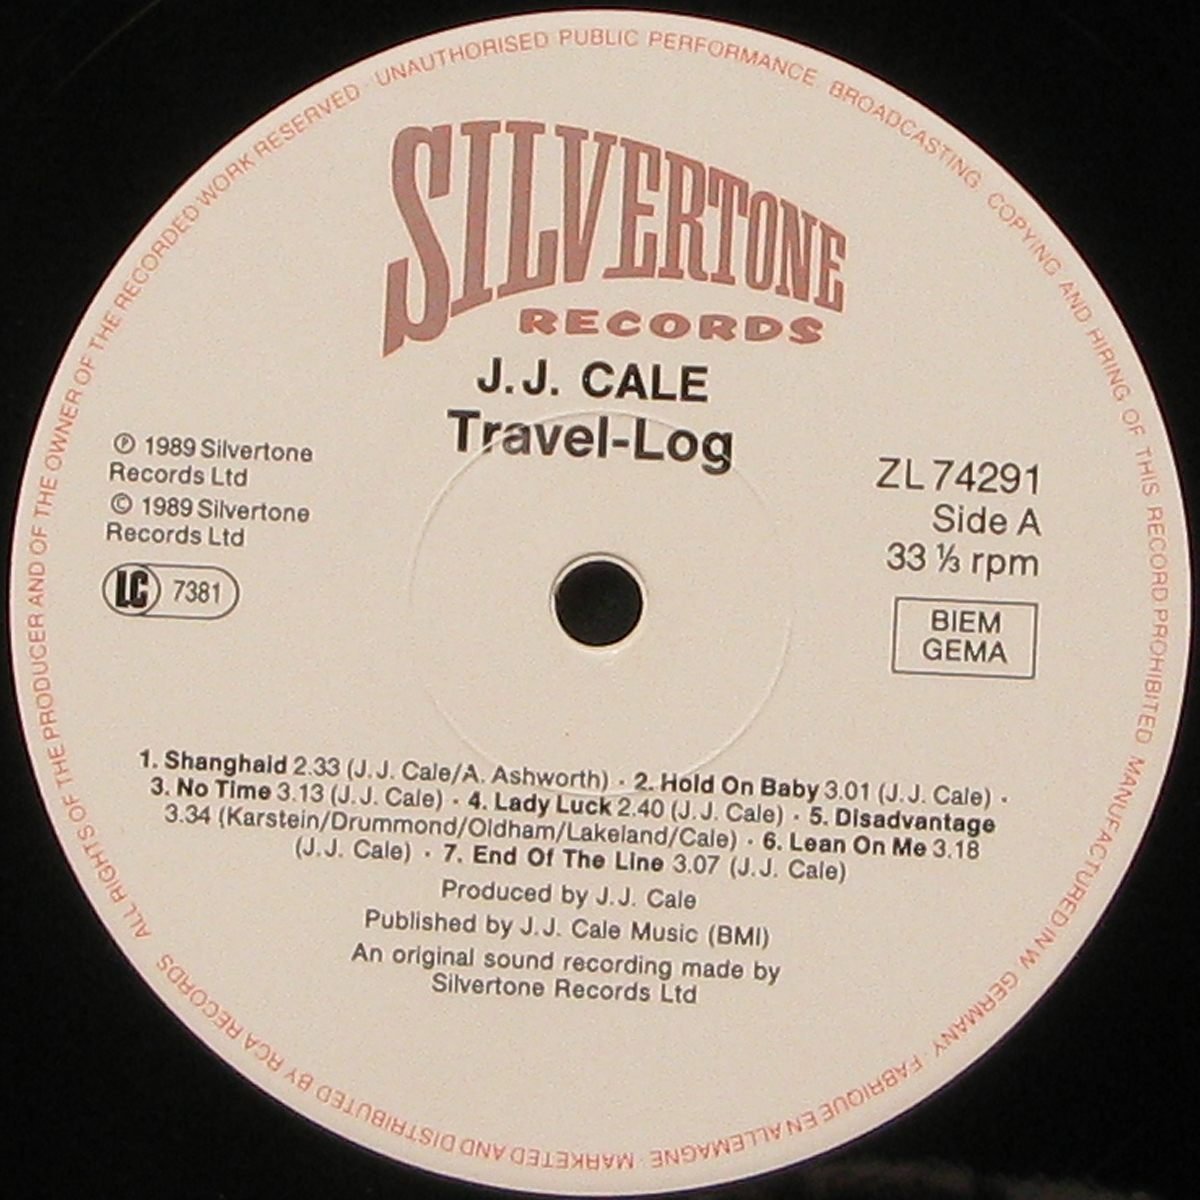 SILVERTONE
RECORDS
J.J. CALE
Travel-Log
℗ 1989 Silvertone
Records Ltd
© 1989 Silvertone
Records Ltd
LC 7381
ZL 74291
Side A
33 ⅓ rpm
BIEM
GEMA
1. Shanghaid 2.33 (J.J. Cale/A. Ashworth) · 2. Hold On Baby 3.01 (J.J. Cale) ·
3. No Time 3.13 (J.J. Cale) · 4. Lady Luck 2.40 (J.J. Cale) · 5. Disadvantage
3.34 (Karstein/Drummond/Oldham/Lakeland/Cale) · 6. Lean On Me 3.18
(J.J. Cale) · 7. End Of The Line 3.07 (J.J. Cale)
Produced by J.J. Cale
Published by J.J. Cale Music (BMI)
An original sound recording made by
Silvertone Records Ltd
ALL RIGHTS OF THE PRODUCER AND OF THE OWNER OF THE RECORDED WORK RESERVED · UNAUTHORISED PUBLIC PERFORMANCE · BROADCASTING · COPYING AND HIRING OF THIS RECORD PROHIBITED · MANUFACTURED IN W. GERMANY · FABRIQUE EN ALLEMAGNE · MARKETED AND DISTRIBUTED BY RCA RECORDS